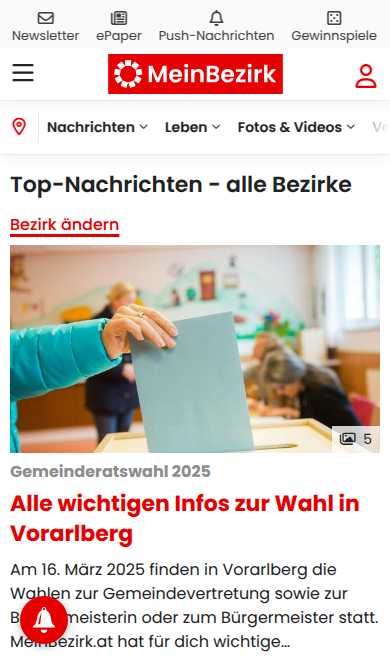 Newsletter ePaper Push-Nachrichten Gewinnspiele
MeinBezirk
Nachrichten Leben Fotos & Videos
Top-Nachrichten - alle Bezirke
Bezirk ändern
5
Gemeinderatswahl 2025
Alle wichtigen Infos zur Wahl in
Vorarlberg
Am 16. März 2025 finden in Vorarlberg die
Wahlen zur Gemeindevertretung sowie zur
meisterin oder zum Bürgermeister statt.
MeinBezirk.at hat für dich wichtige...